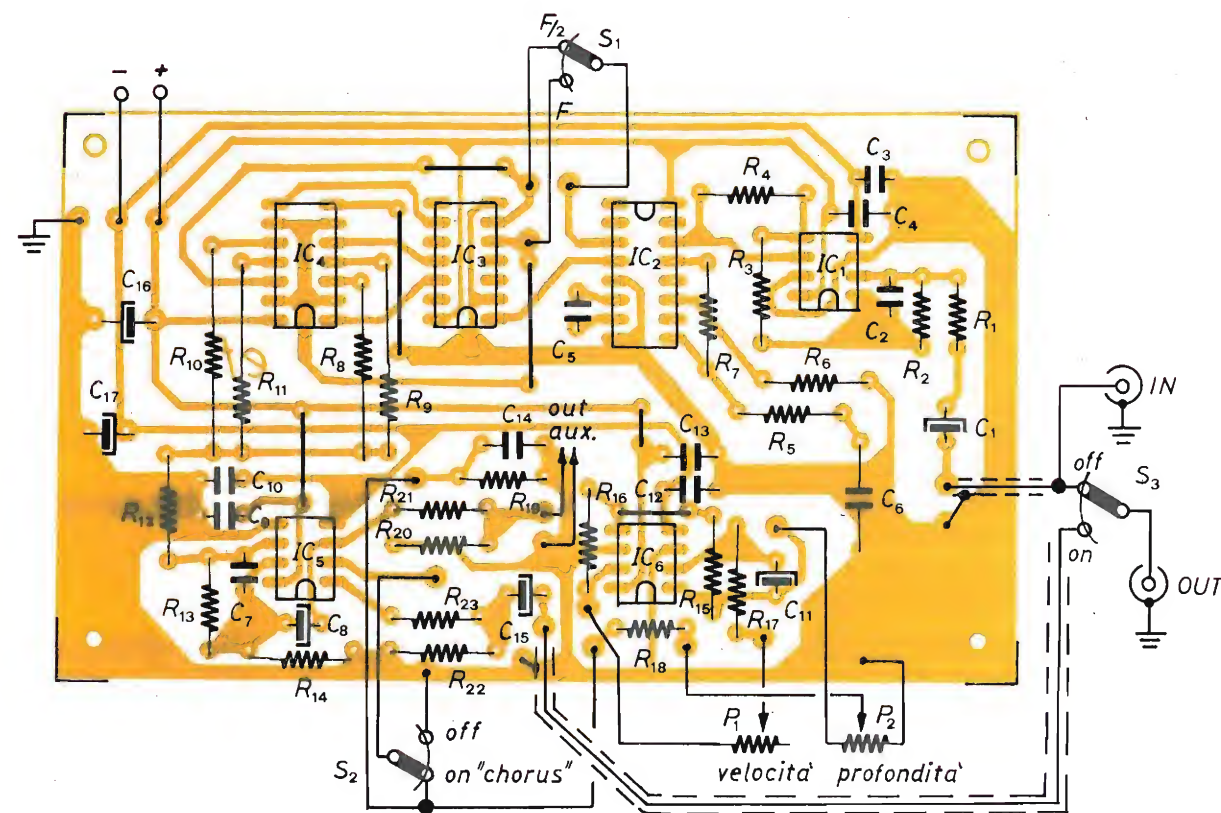 F/2
S1
F
- +
C3
R4
C4
IC4
IC3
IC2
IC1
R3
C16
C2
R1
R10
R11
R8
R9
C5
R7
R6
R2
IN
C17
C14
out
aux.
C13
R5
C1
off
S3
C10
R21
R19
C12
R16
C6
on
R12
C9
R20
IC5
IC6
OUT
R13
C7
C8
R23
C15
R15
R17
C11
R14
R22
R18
off
P1
P2
S2
on "chorus"
velocità
profondità